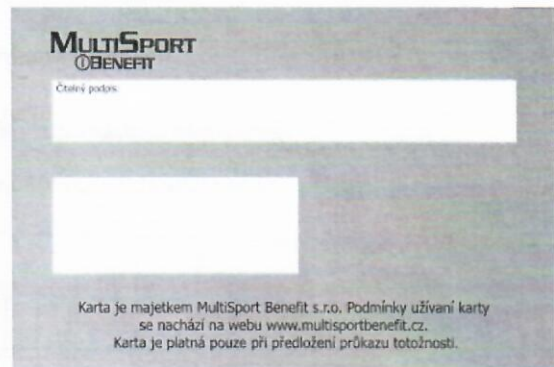 MULTISPORT
BENEFIT
Čitelný podpis:
Karta je majetkem MultiSport Benefit s.r.o. Podmínky užívaní karty
se nachází na webu www.multisportbenefit.cz.
Karta je platná pouze při předložení průkazu totožnosti.